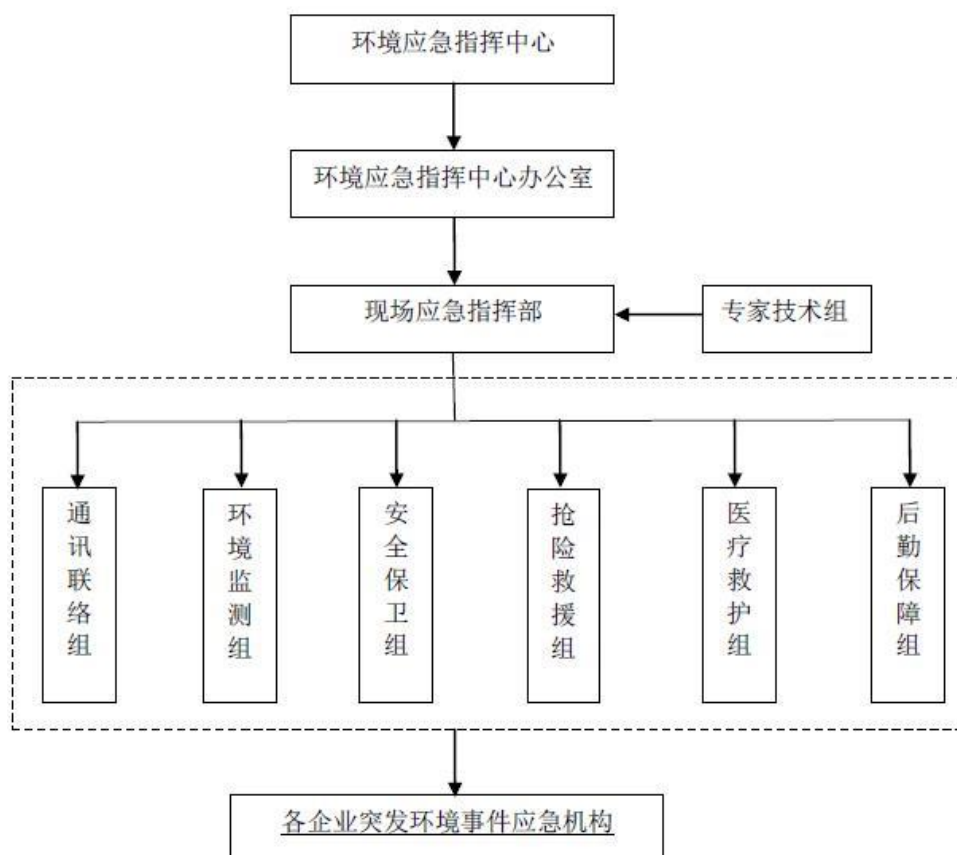 环境应急指挥中心
环境应急指挥中心办公室
现场应急指挥部
专家技术组
通讯联络组
环境监测组
安全保卫组
抢险救援组
医疗救护组
后勤保障组
各企业突发环境事件应急机构